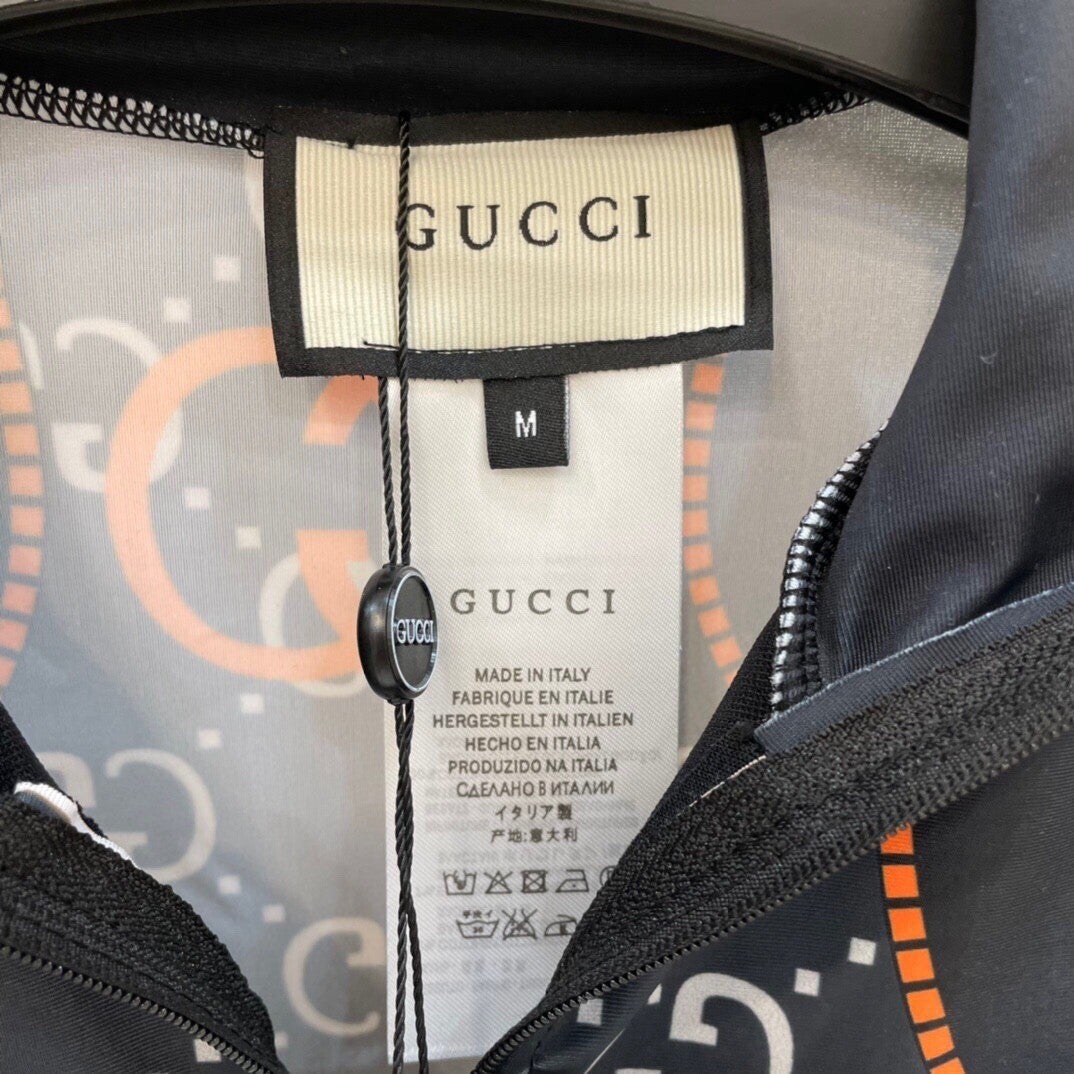 GUCCI
M
GUCCI
GUCCI
MADE IN ITALY
FABRIQUE EN ITALIE
HERGESTELLT IN ITALIEN
HECHO EN ITALIA
PRODUZIDO NA ITALIA
СДЕЛАНО В ИТАЛИИ
イタリア製
产地:意大利